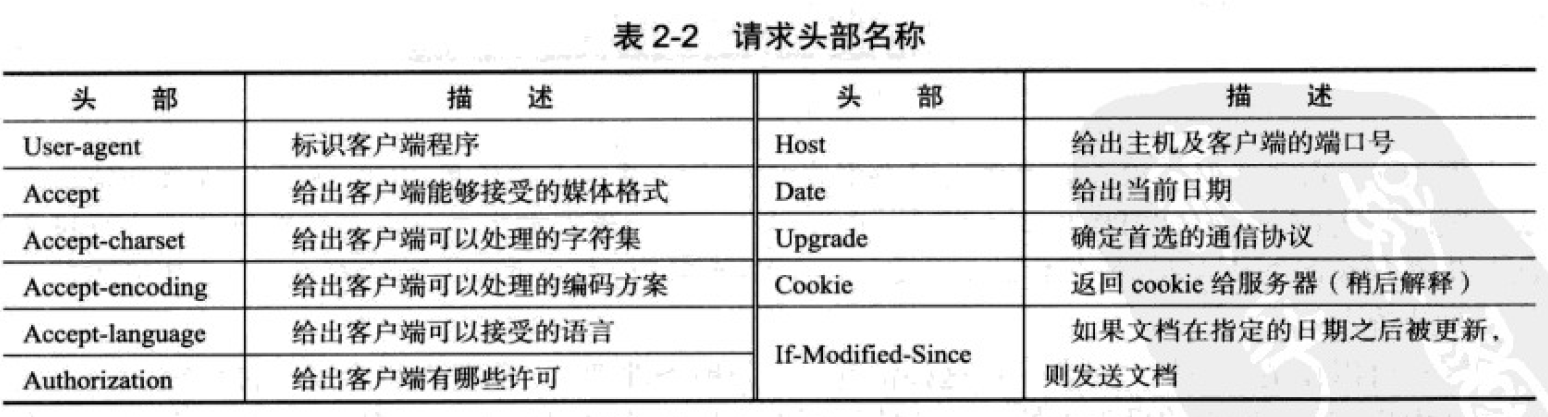 表 2-2 请求头部名称
头 部 描 述 头 部 描 述
User-agent 标识客户端程序 Host 给出主机及客户端的端口号
Accept 给出客户端能够接受的媒体格式 Date 给出当前日期
Accept-charset 给出客户端可以处理的字符集 Upgrade 确定首选的通信协议
Accept-encoding 给出客户端可以处理的编码方案 Cookie 返回 cookie 给服务器（稍后解释）
Accept-language 给出客户端可以接受的语言
Authorization 给出客户端有哪些许可
If-Modified-Since 如果文档在指定的日期之后被更新，
则发送文档